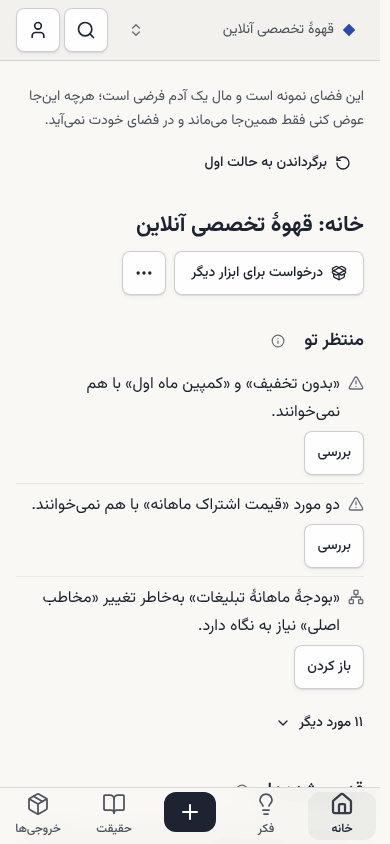 قهوهٔ تخصصی آنلاین
این فضای نمونه است و مال یک آدم فرضی است؛ هرچه این‌جا
عوض کنی فقط همین‌جا می‌ماند و در فضای خودت نمی‌آید.
برگرداندن به حالت اول
خانه: قهوهٔ تخصصی آنلاین
درخواست برای ابزار دیگر
منتظر تو
«بدون تخفیف» و «کمپین ماه اول» با هم
نمی‌خوانند.
بررسی
دو مورد «قیمت اشتراک ماهانه» با هم نمی‌خوانند.
بررسی
«بودجهٔ ماهانهٔ تبلیغات» به‌خاطر تغییر «مخاطب
اصلی» نیاز به نگاه دارد.
باز کردن
۱۱ مورد دیگر
خانه
فکر
حقیقت
خروجی‌ها